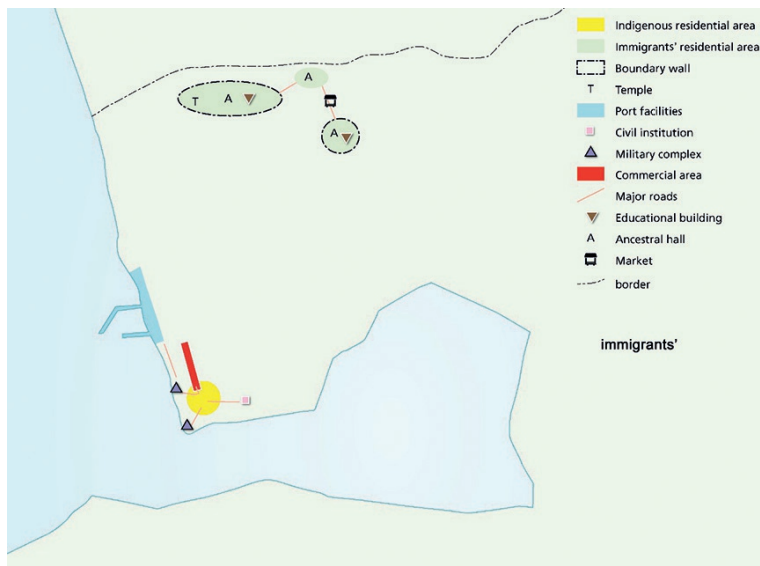 Indigenous residential area
Immigrants' residential area
Boundary wall
T Temple
Port facilities
Civil institution
Military complex
Commercial area
Major roads
Educational building
A Ancestral hall
Market
border
immigrants'
A
T A
A